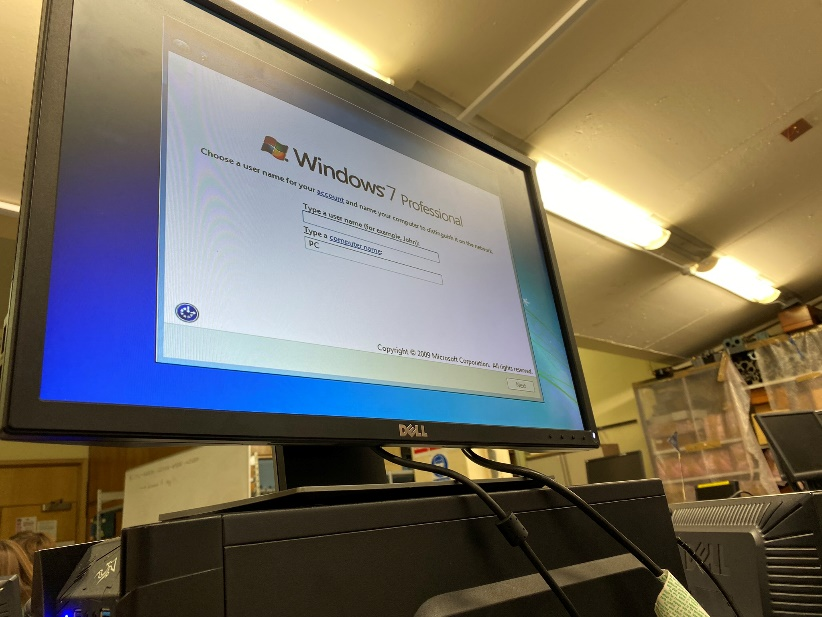 Windows 7 Professional
Choose a user name for your account and name your computer to distinguish it on the network.
Type a user name (for example, John):
Type a computer name:
PC
Copyright © 2009 Microsoft Corporation. All rights reserved.
Next
DELL
DELL